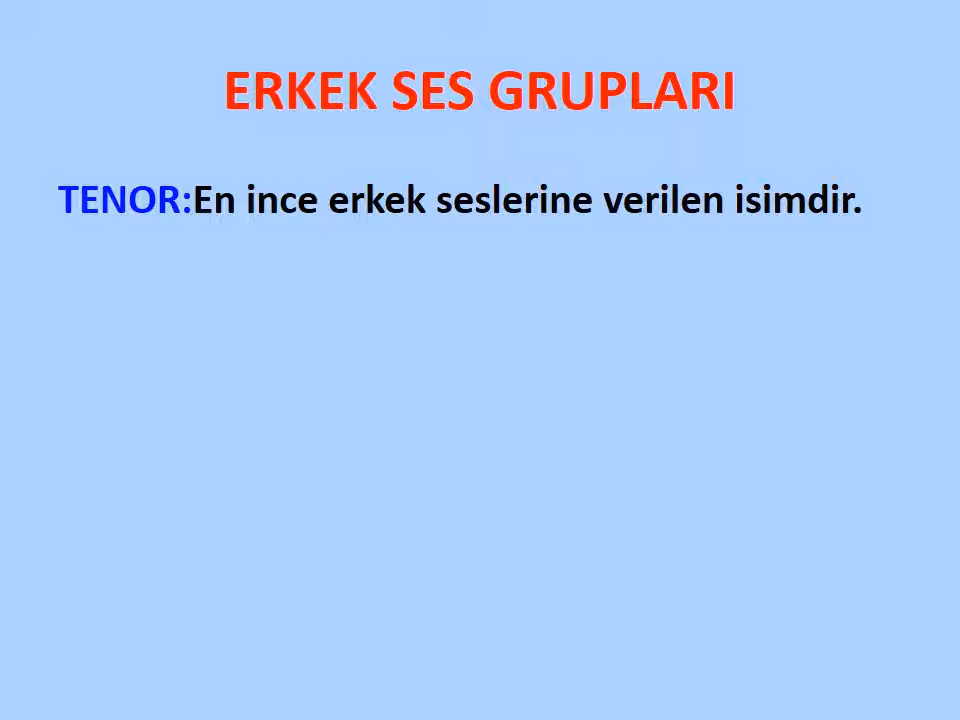 ERKEK SES GRUPLARI
TENOR:En ince erkek seslerine verilen isimdir.